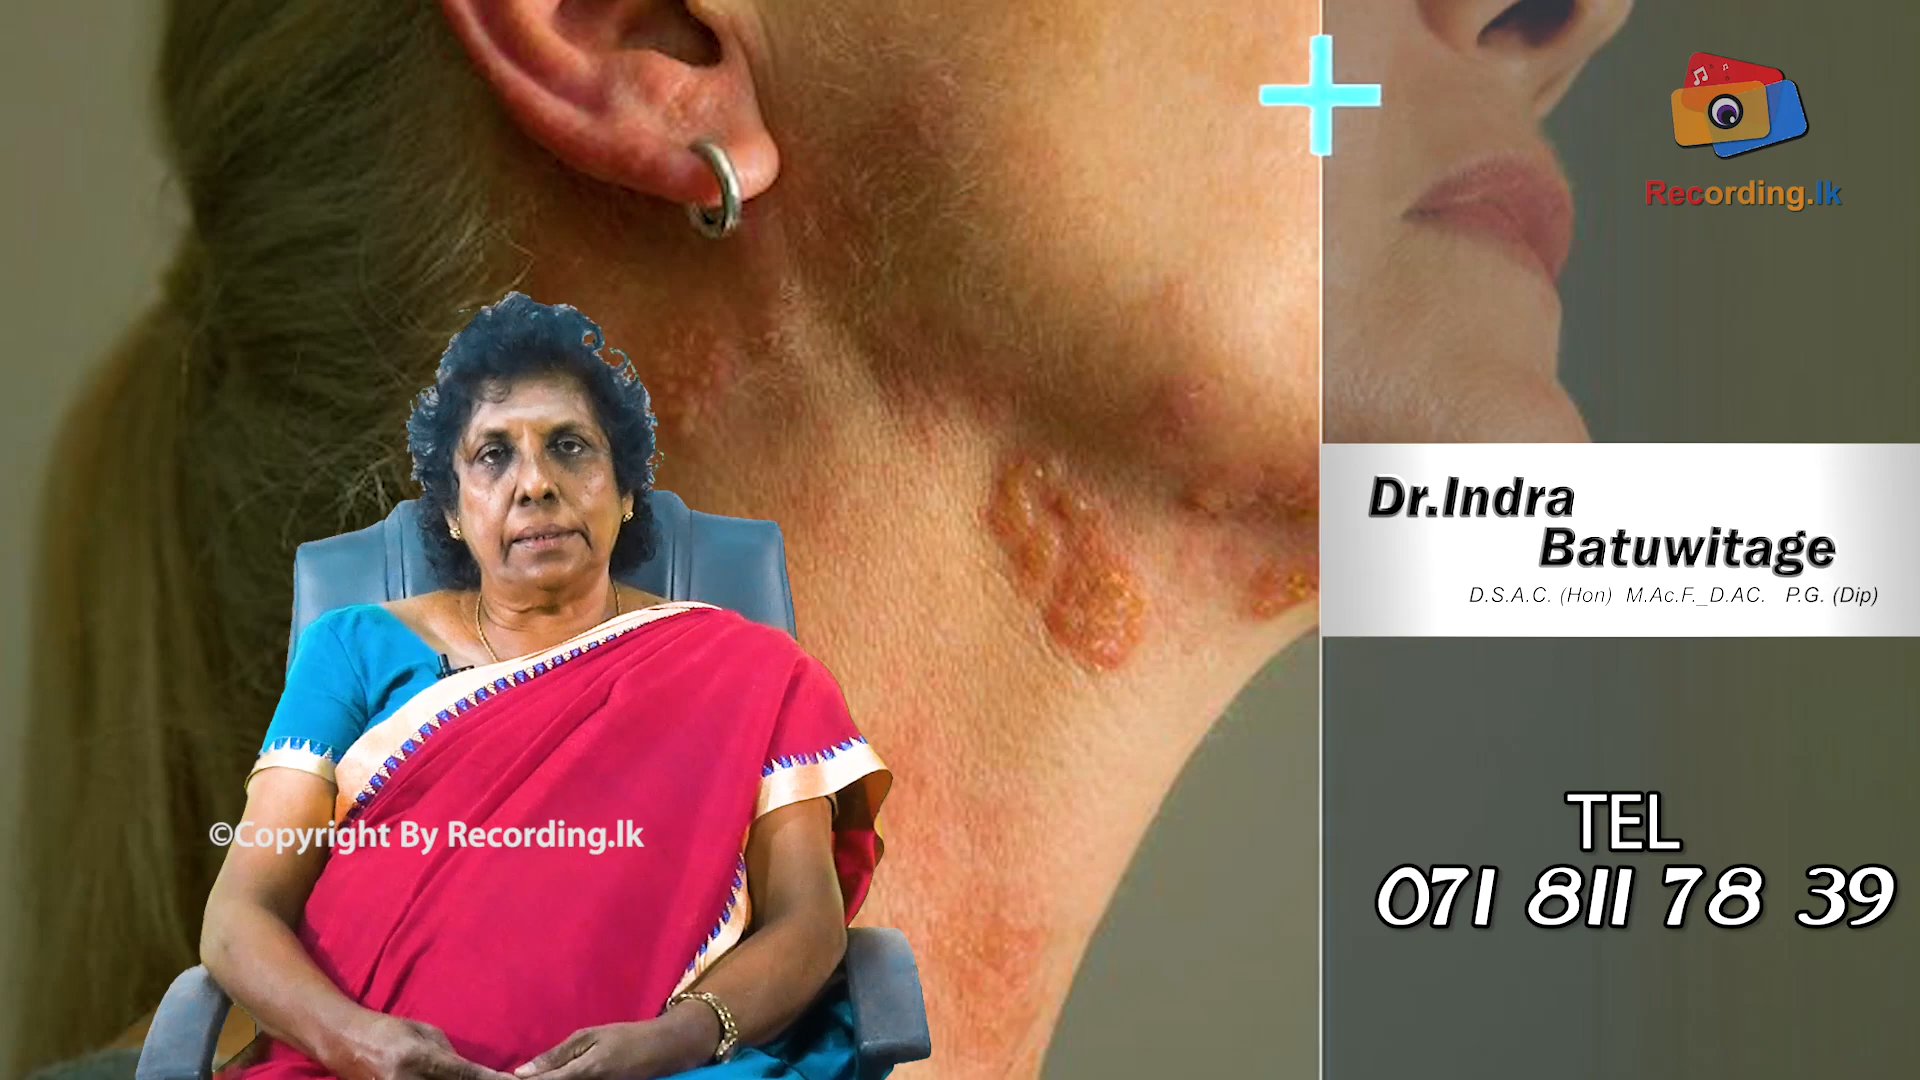 Recording.lk
Dr.Indra
Batuwitage
D.S.A.C. (Hon) M.Ac.F._D.AC. P.G. (Dip)
©Copyright By Recording.lk
TEL
071 811 78 39